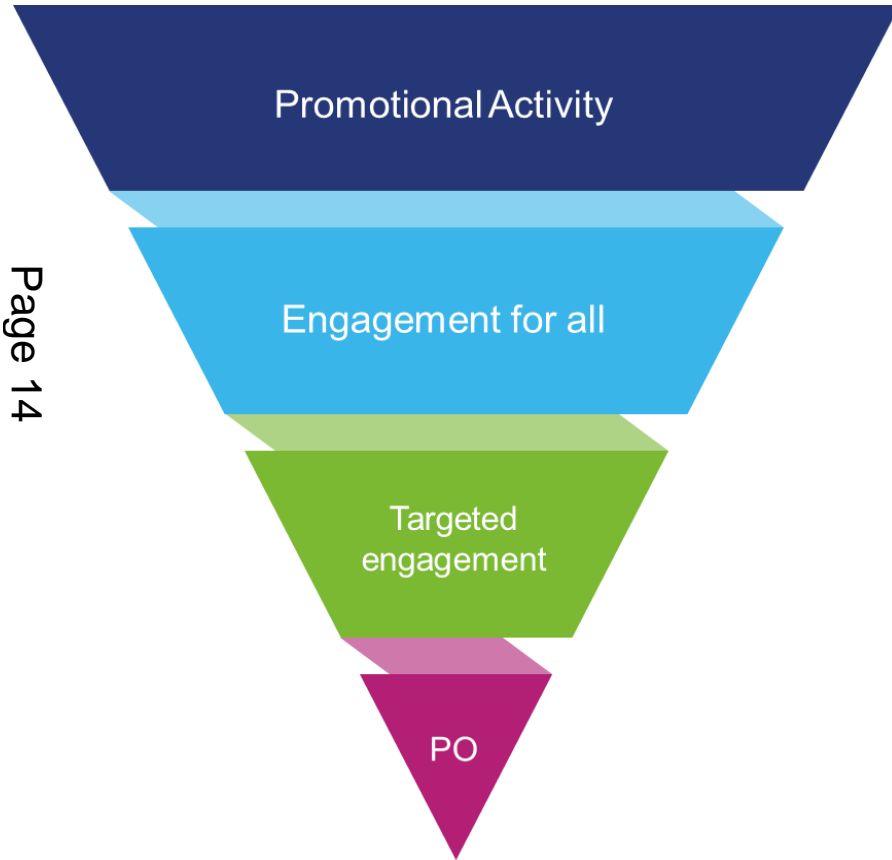 Promotional Activity
Engagement for all
Page 14
Targeted
engagement
PO